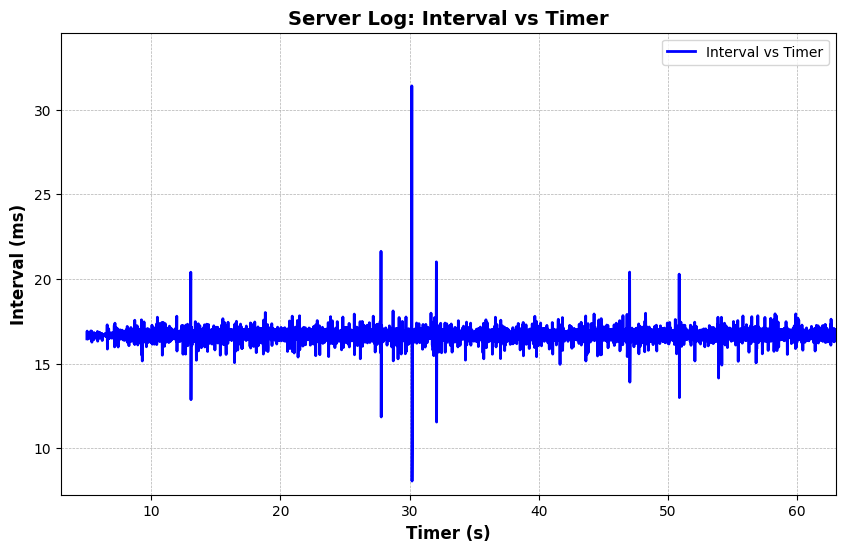 Server Log: Interval vs Timer
Interval vs Timer
30
25
20
15
10
Interval (ms)
10 20 30 40 50 60
Timer (s)